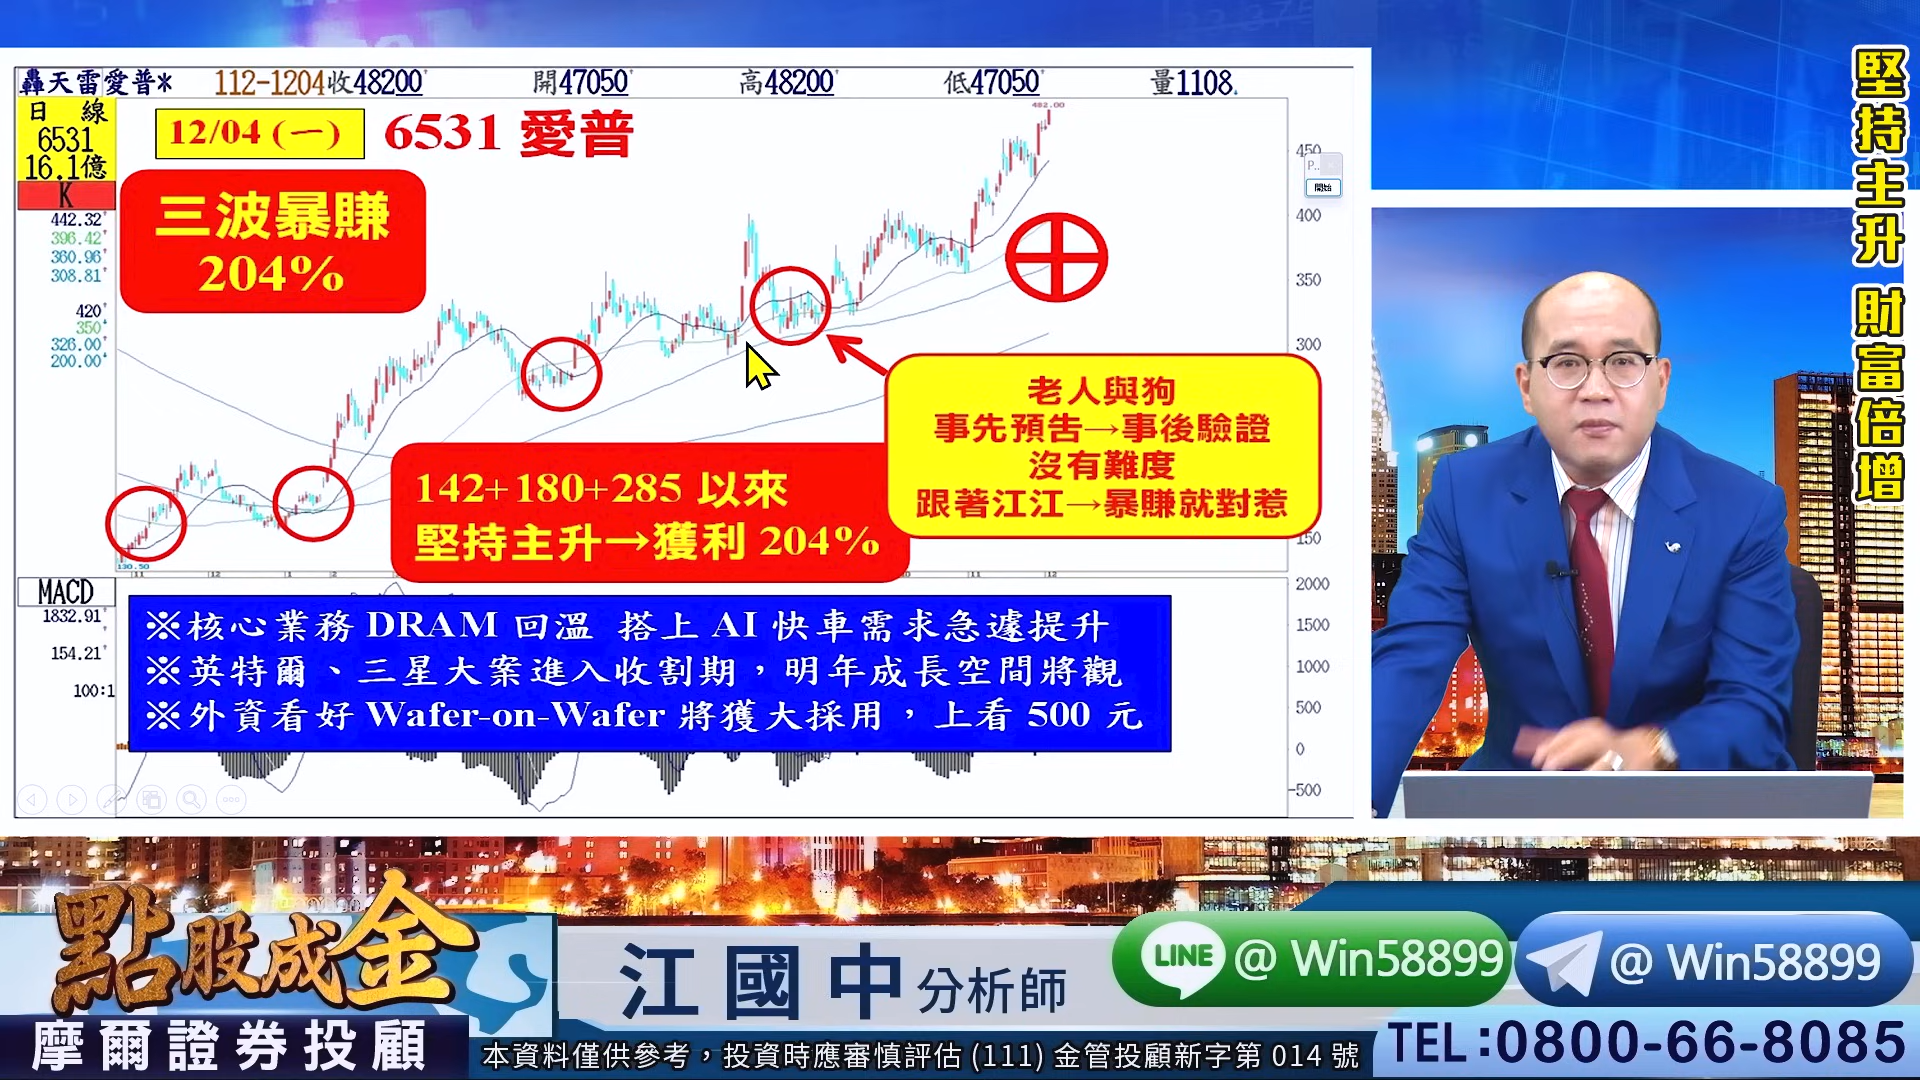 轟天雷愛普* 112-1204收48200 開47050 高48200 低47050 量1108
日 線
6531
16.1億
K
442.32
396.42
360.96
308.81
420
350
326.00
200.00
12/04 (一)
6531 愛普
三波暴賺
204%
482.00
450
400
350
300
150
P..
開始
老人與狗
事先預告→事後驗證
沒有難度
跟著江江→暴賺就對惹
142+180+285 以來
堅持主升→獲利 204%
130.50
11
12
1
2
11
12
MACD
1832.91
154.21
100:1
2000
1500
1000
500
0
-500
※核心業務 DRAM 回溫 搭上 AI 快車需求急遽提升
※英特爾、三星大案進入收割期，明年成長空間將觀
※外資看好 Wafer-on-Wafer 將獲大採用，上看 500 元
堅持主升 財富倍增
點股成金
摩爾證券投顧
江國中 分析師
LINE @ Win58899
@ Win58899
TEL:0800-66-8085
本資料僅供參考，投資時應審慎評估 (111) 金管投顧新字第 014 號